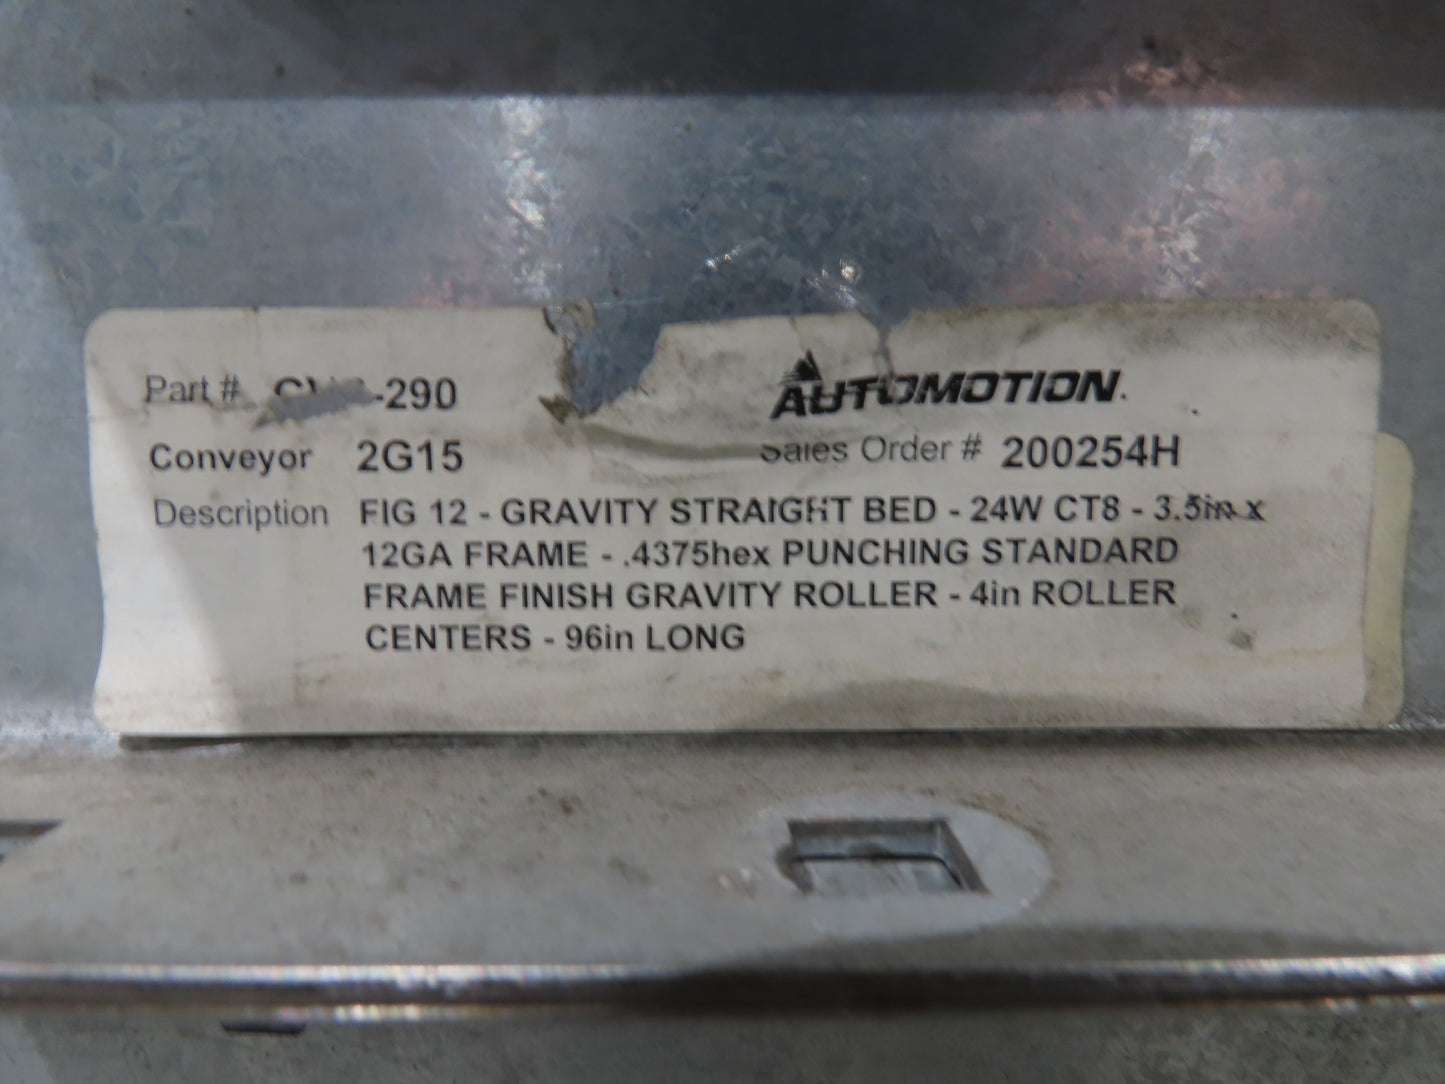 Part # -290
AUTOMOTION.
Conveyor 2G15
Sales Order # 200254H
Description FIG 12 - GRAVITY STRAIGHT BED - 24W CT8 - 3.5in x
12GA FRAME - .4375hex PUNCHING STANDARD
FRAME FINISH GRAVITY ROLLER - 4in ROLLER
CENTERS - 96in LONG